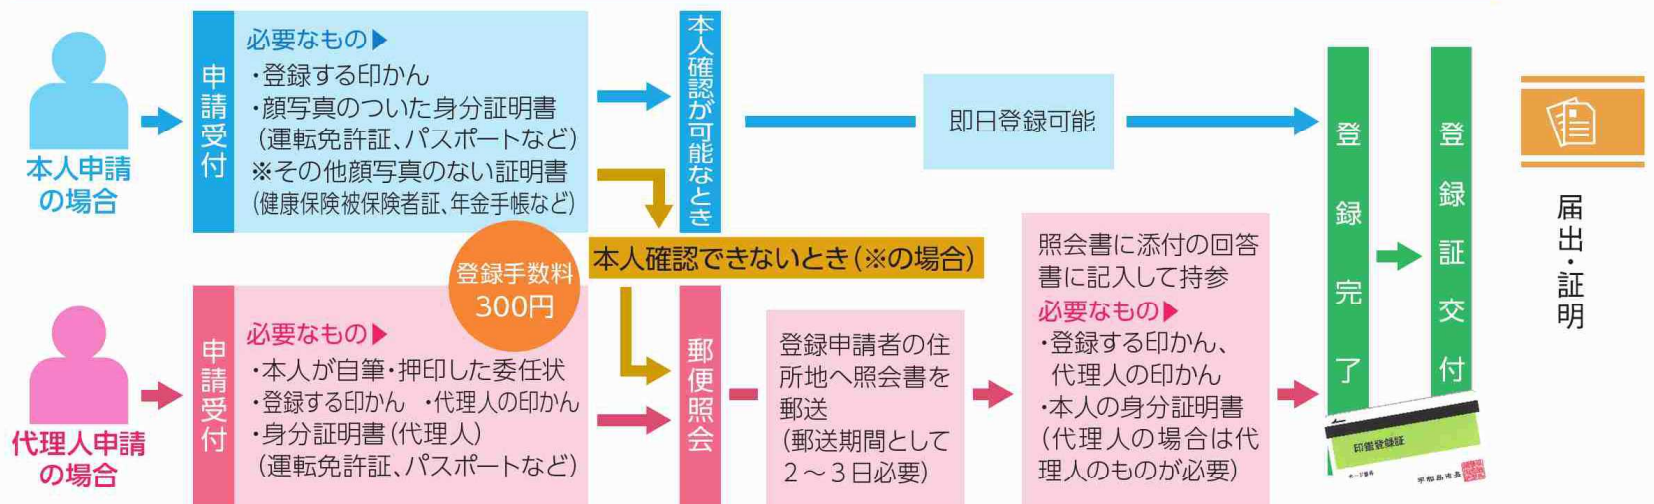 本人申請
の場合
申請受付
必要なもの▶
・登録する印かん
・顔写真のついた身分証明書
(運転免許証、パスポートなど)
※その他顔写真のない証明書
(健康保険被保険者証、年金手帳など)
本人確認が可能なとき
即日登録可能
本人確認できないとき(※の場合)
登録手数料
300円
代理人申請
の場合
申請受付
必要なもの▶
・本人が自筆・押印した委任状
・登録する印かん ・代理人の印かん
・身分証明書(代理人)
(運転免許証、パスポートなど)
郵便照会
登録申請者の住
所地へ照会書を
郵送
(郵送期間として
2~3日必要)
照会書に添付の回答
書に記入して持参
必要なもの▶
・登録する印かん、
代理人の印かん
・本人の身分証明書
(代理人の場合は代
理人のものが必要)
登録完了
登録証交付
印鑑登録証
宇和島市長
届出・証明